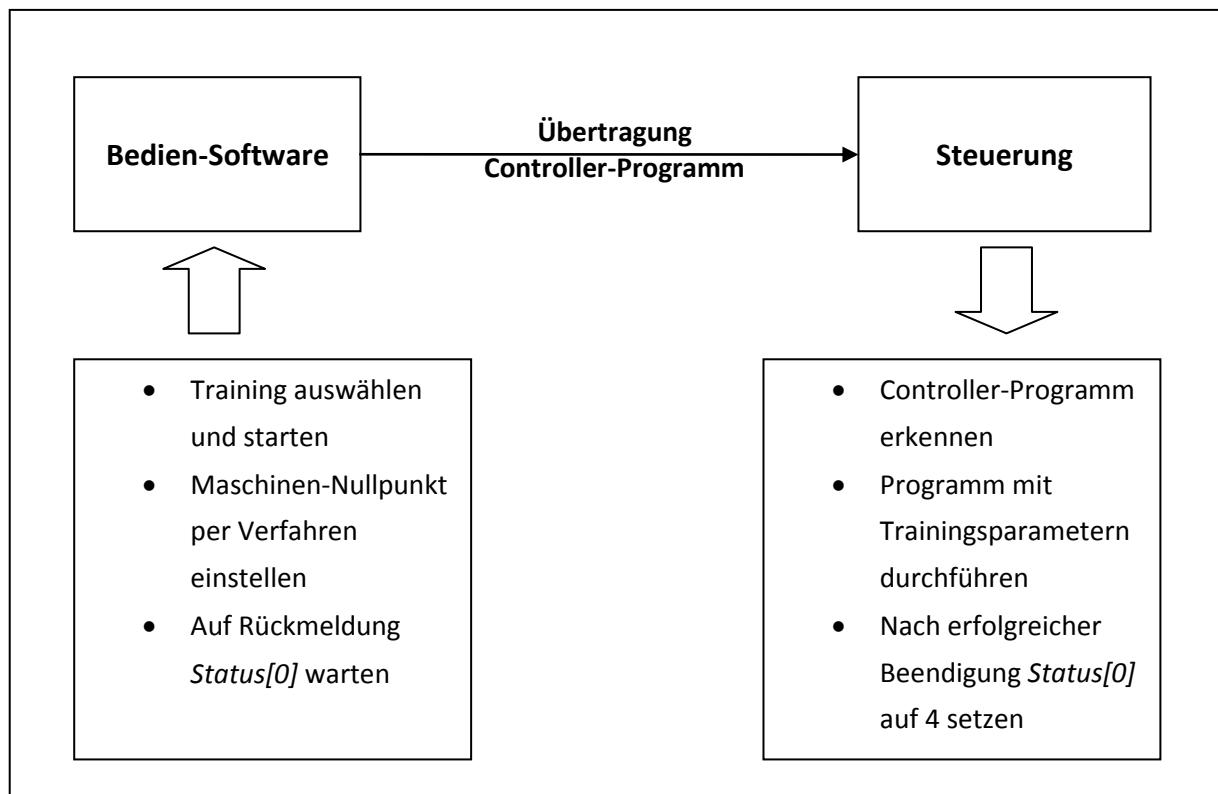 Bedien-Software
Übertragung
Controller-Programm
Steuerung
• Training auswählen
und starten
• Maschinen-Nullpunkt
per Verfahren
einstellen
• Auf Rückmeldung
Status[0] warten
• Controller-Programm
erkennen
• Programm mit
Trainingsparametern
durchführen
• Nach erfolgreicher
Beendigung Status[0]
auf 4 setzen